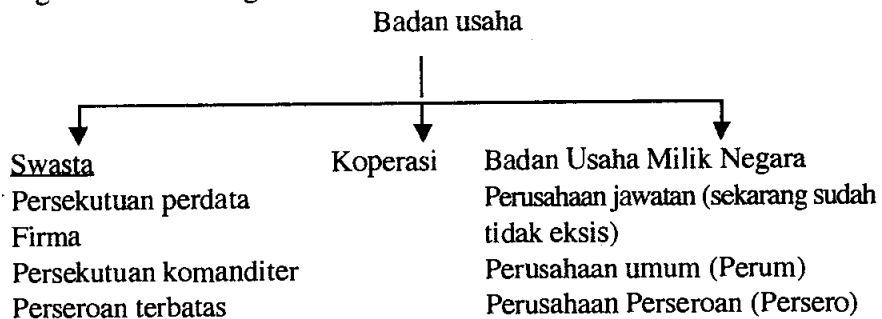 Badan usaha
Swasta
Persekutuan perdata
Firma
Persekutuan komanditer
Perseroan terbatas
Koperasi
Badan Usaha Milik Negara
Perusahaan jawatan (sekarang sudah
tidak eksis)
Perusahaan umum (Perum)
Perusahaan Perseroan (Persero)